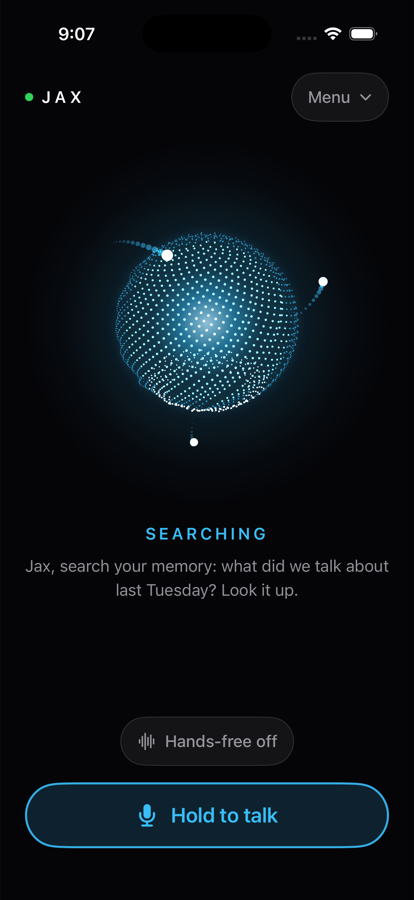 9:07
JAX
Menu
SEARCHING
Jax, search your memory: what did we talk about
last Tuesday? Look it up.
Hands-free off
Hold to talk